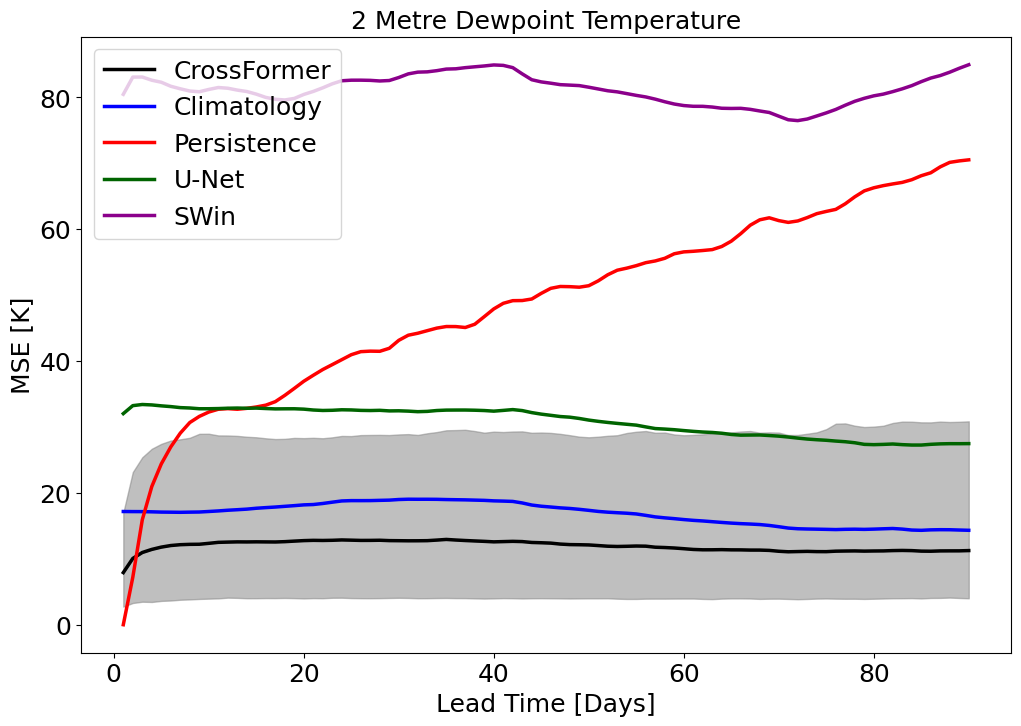 2 Metre Dewpoint Temperature
CrossFormer
Climatology
Persistence
U-Net
SWin
MSE [K]
80
60
40
20
0
0 20 40 60 80
Lead Time [Days]